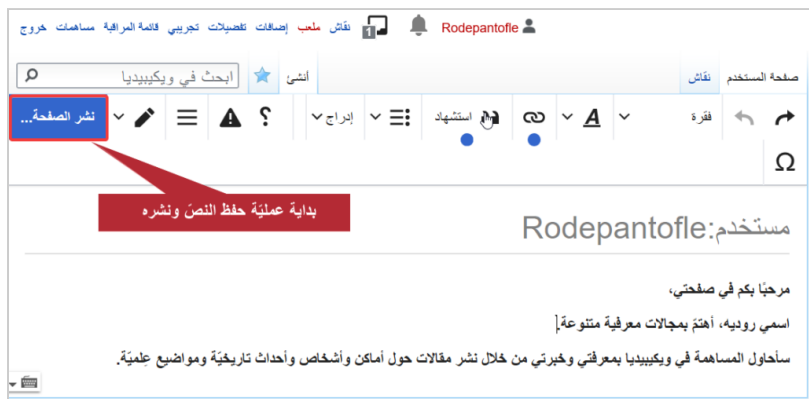 Rodepantofle نقاش ملعب إضافات تفضيلات تجريبي قائمة المراقبة مساهمات خروج
صفحة المستخدم نقاش أنشئ ابحث في ويكيبيديا
فقرة A استشهاد إدراج ؟ نشر الصفحة...
Ω
بداية عمليّة حفظ النصّ ونشره
مستخدم:Rodepantofle
مرحبًا بكم في صفحتي،
اسمي روديه، أهتمّ بمجالات معرفية متنوعة.
سأحاول المساهمة في ويكيبيديا بمعرفتي وخبرتي من خلال نشر مقالات حول أماكن وأشخاص وأحداث تاريخيّة ومواضيع عِلميّة.